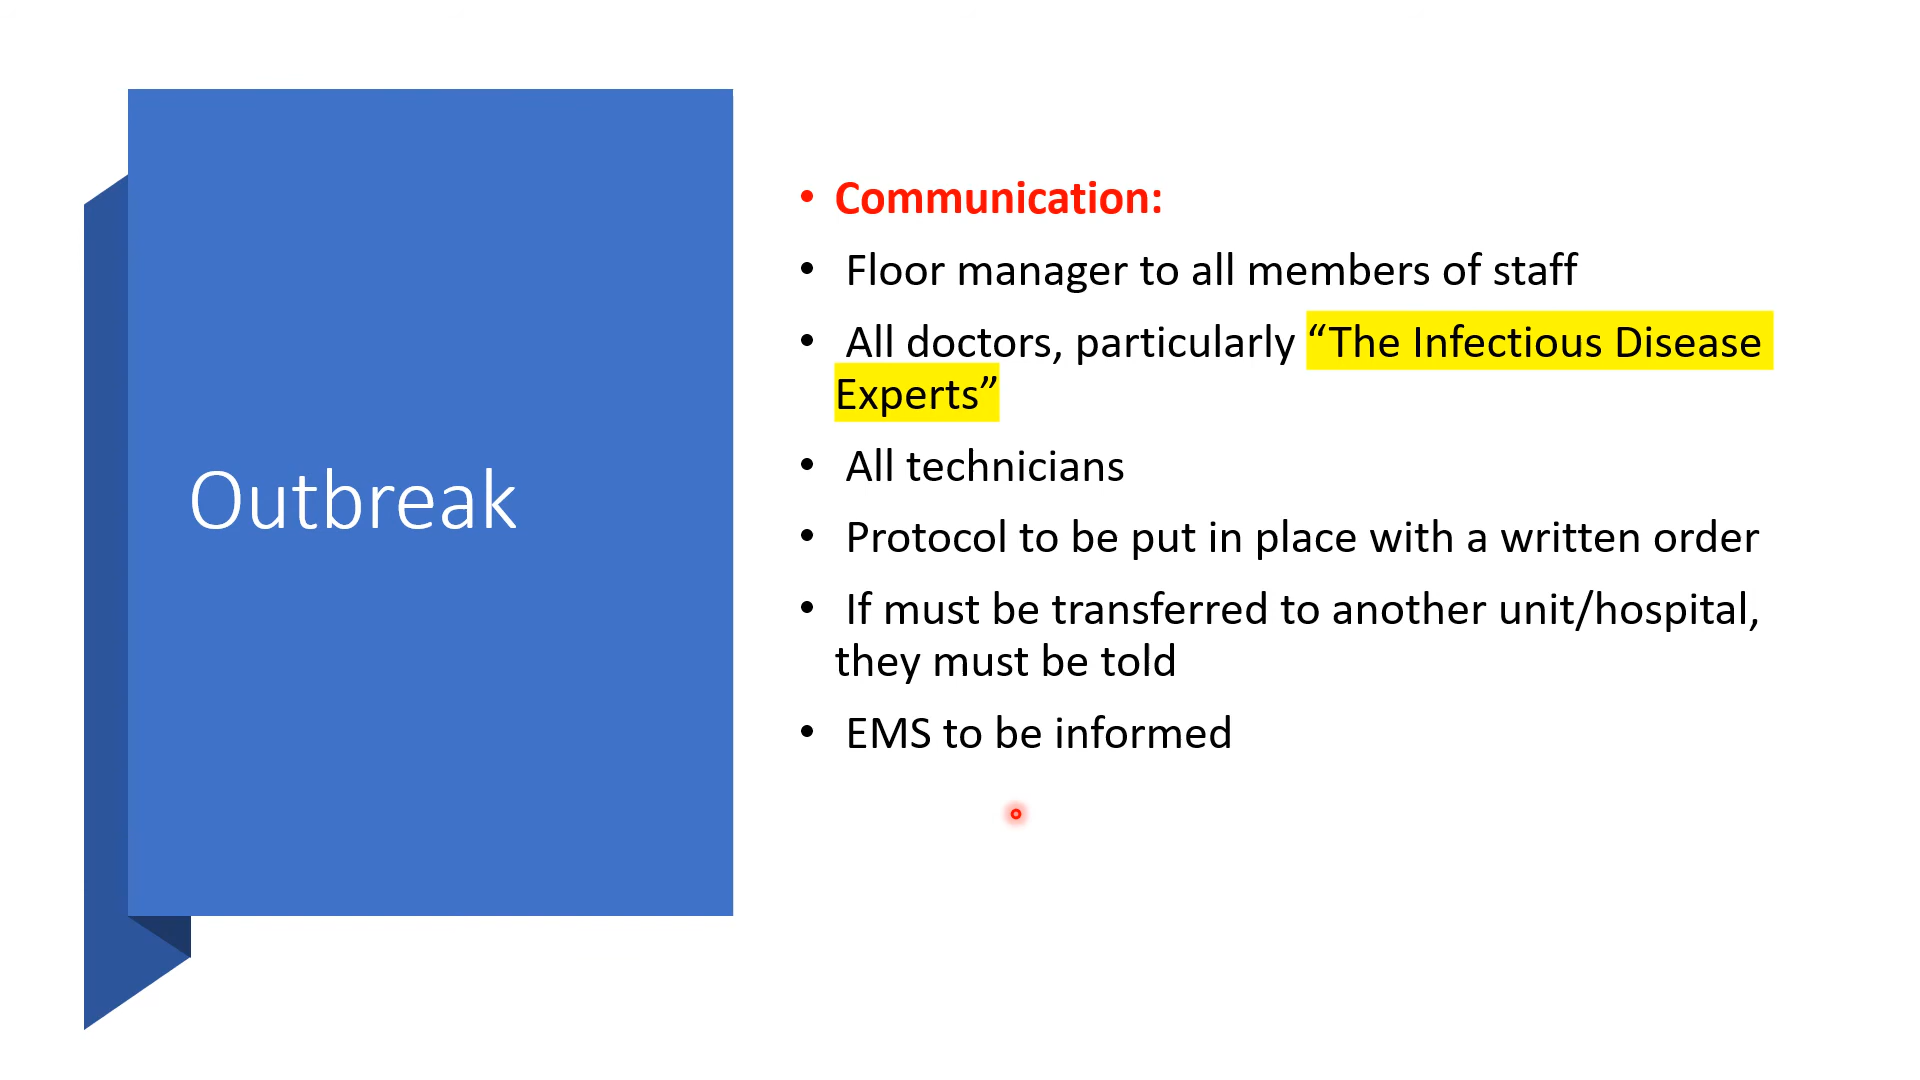 Outbreak
• Communication:
• Floor manager to all members of staff
• All doctors, particularly “The Infectious Disease
Experts”
• All technicians
• Protocol to be put in place with a written order
• If must be transferred to another unit/hospital,
they must be told
• EMS to be informed